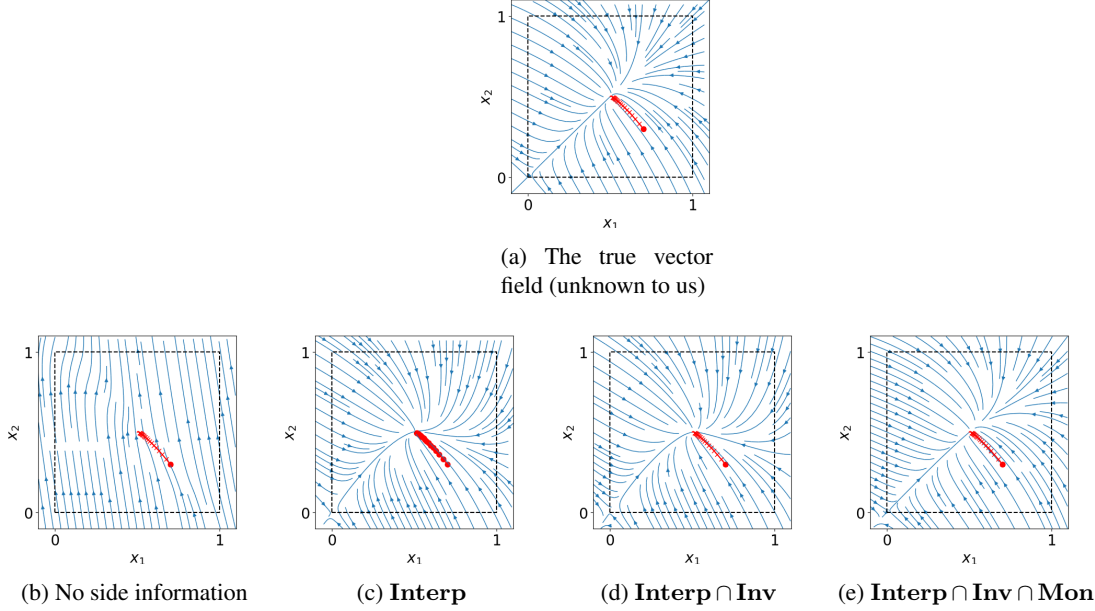 1
x₂
0
0
1
x₁
(a) The true vector
field (unknown to us)
1
x₂
0
0
1
x₁
(b) No side information
1
x₂
0
0
1
x₁
(c) Interp
1
x₂
0
0
1
x₁
(d) Interp ∩ Inv
1
x₂
0
0
1
x₁
(e) Interp ∩ Inv ∩ Mon